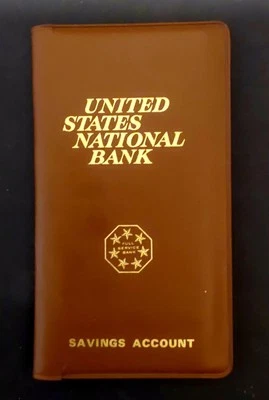 UNITED
STATES
NATIONAL
BANK
FULL
SERVICE
BANK
SAVINGS ACCOUNT